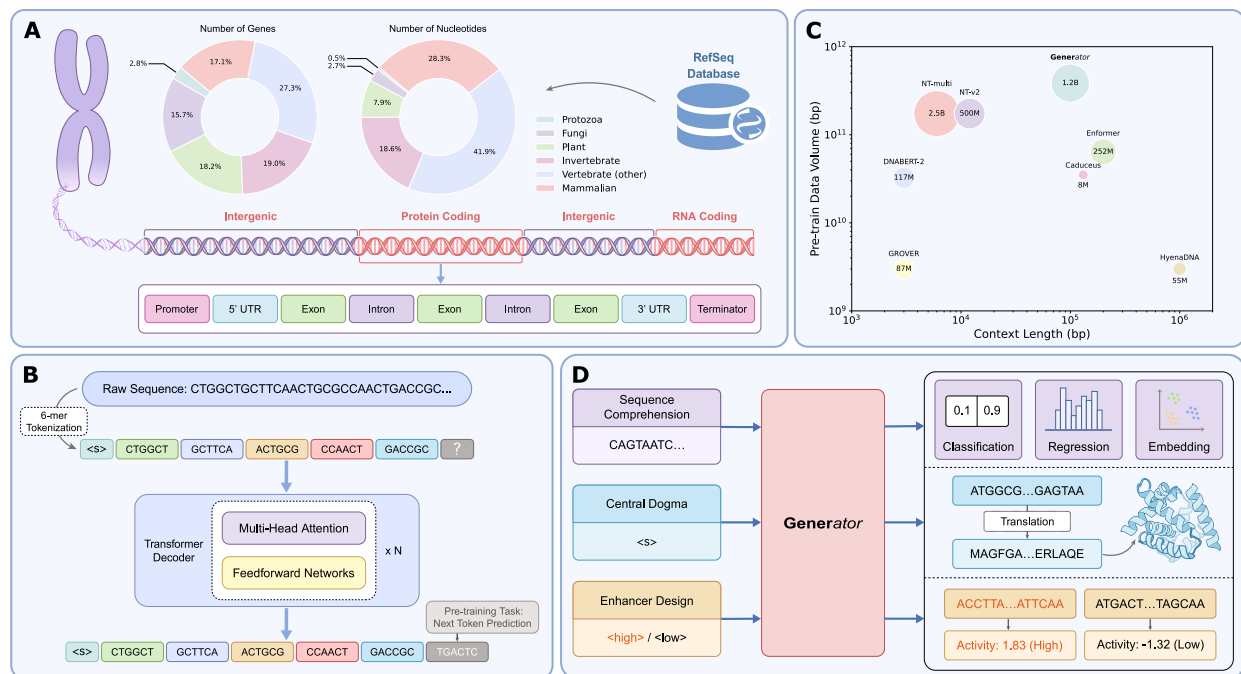 A
Number of Genes
2.8%
17.1%
27.3%
15.7%
18.2%
19.0%
Number of Nucleotides
0.5%
2.7%
28.3%
7.9%
18.6%
41.9%
Protozoa
Fungi
Plant
Invertebrate
Vertebrate (other)
Mammalian
RefSeq
Database
Intergenic
Protein Coding
Intergenic
RNA Coding
Promoter
5' UTR
Exon
Intron
Exon
Intron
Exon
3' UTR
Terminator
B
Raw Sequence: CTGGCTGCTTCAACTGCGCCAACTGACCGC...
6-mer
Tokenization
<s>
CTGGCT
GCTTCA
ACTGCG
CCAACT
GACCGC
?
Transformer
Decoder
Multi-Head Attention
Feedforward Networks
x N
Pre-training Task:
Next Token Prediction
<s>
CTGGCT
GCTTCA
ACTGCG
CCAACT
GACCGC
TGACTC
C
Pre-train Data Volume (bp)
10¹²
10¹¹
10¹⁰
10⁹
10³
10⁴
10⁵
10⁶
Context Length (bp)
Generator
1.2B
NT-multi
2.5B
NT-v2
500M
Enformer
252M
DNABERT-2
117M
Caduceus
8M
GROVER
87M
HyenaDNA
55M
D
Sequence
Comprehension
CAGTAATC...
Central Dogma
<s>
Enhancer Design
<high> / <low>
Generator
0.1
0.9
Classification
Regression
Embedding
ATGGCG...GAGTAA
Translation
MAGFGA...ERLAQE
ACCTTA...ATTCAA
Activity: 1.83 (High)
ATGACT...TAGCAA
Activity: -1.32 (Low)